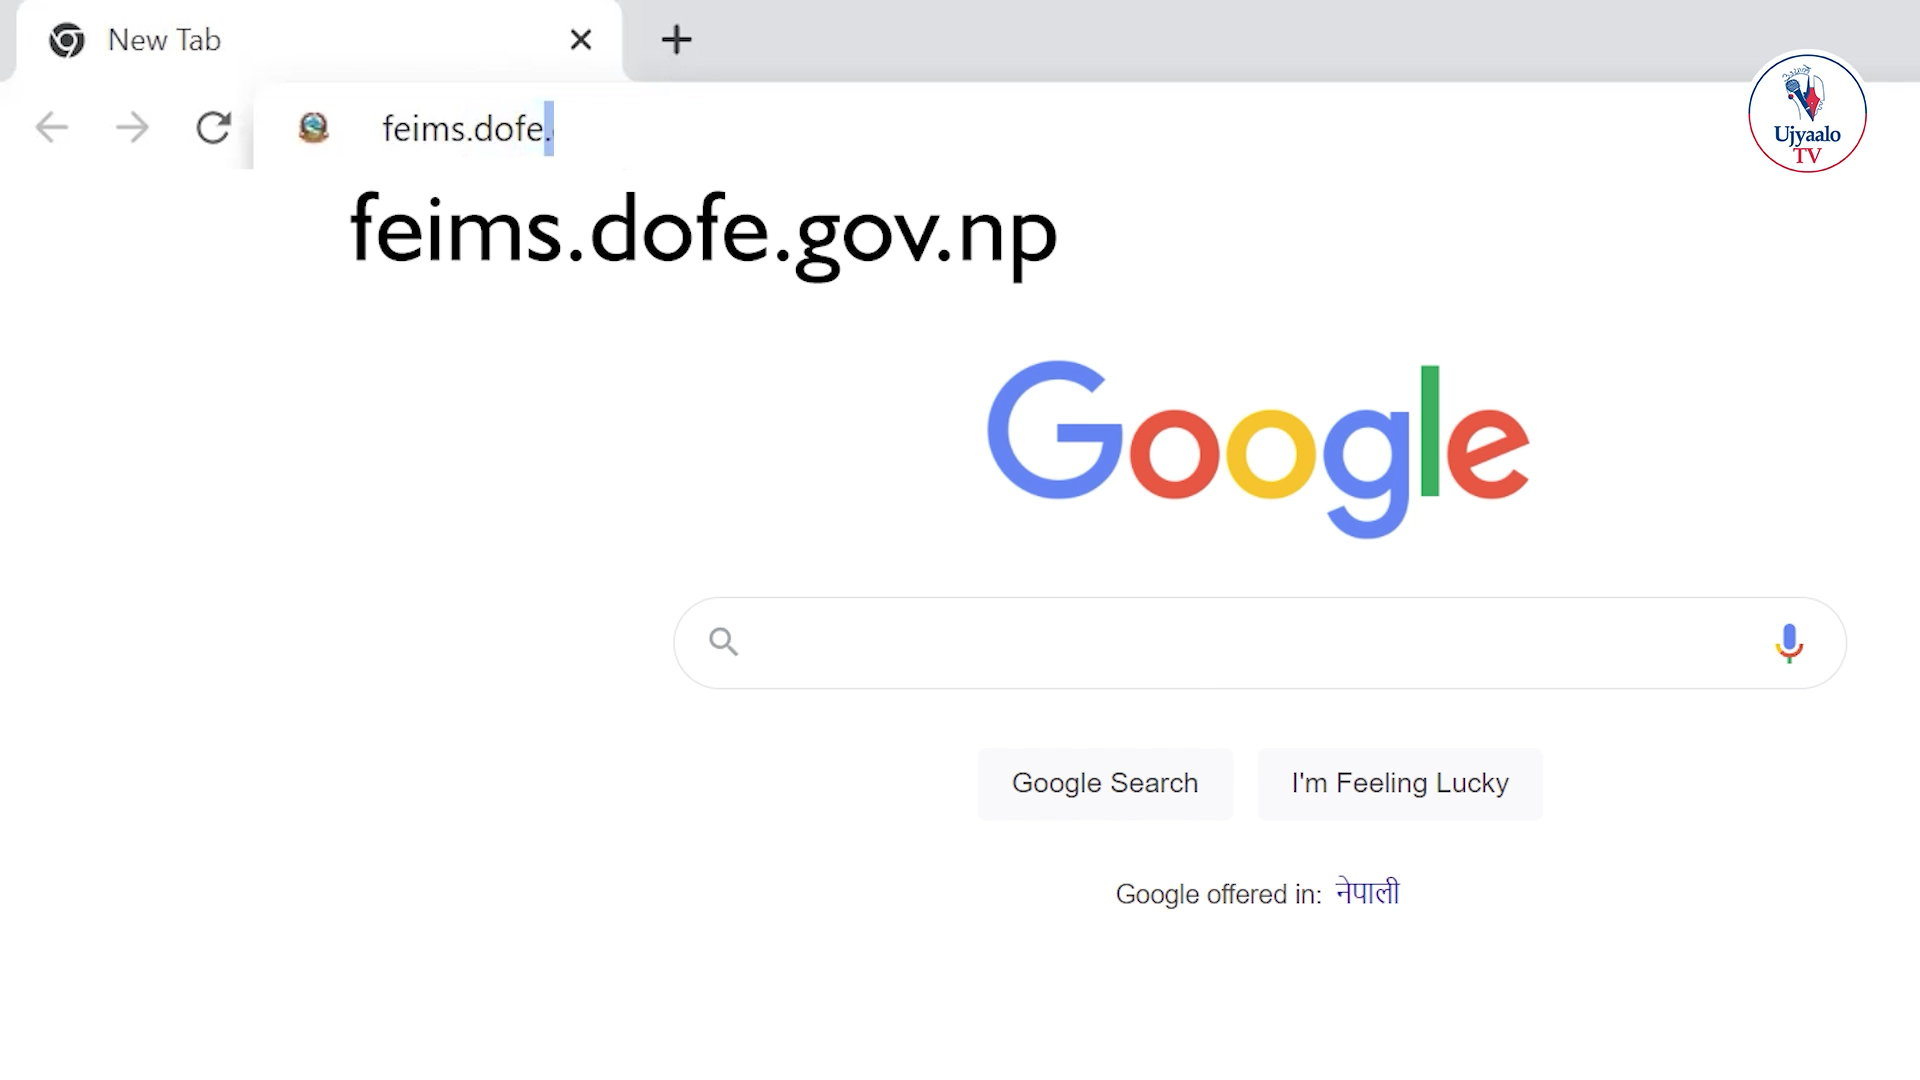 New Tab
feims.dofe.
feims.dofe.gov.np
Ujyaalo
TV
Google
Google Search
I'm Feeling Lucky
Google offered in: नेपाली